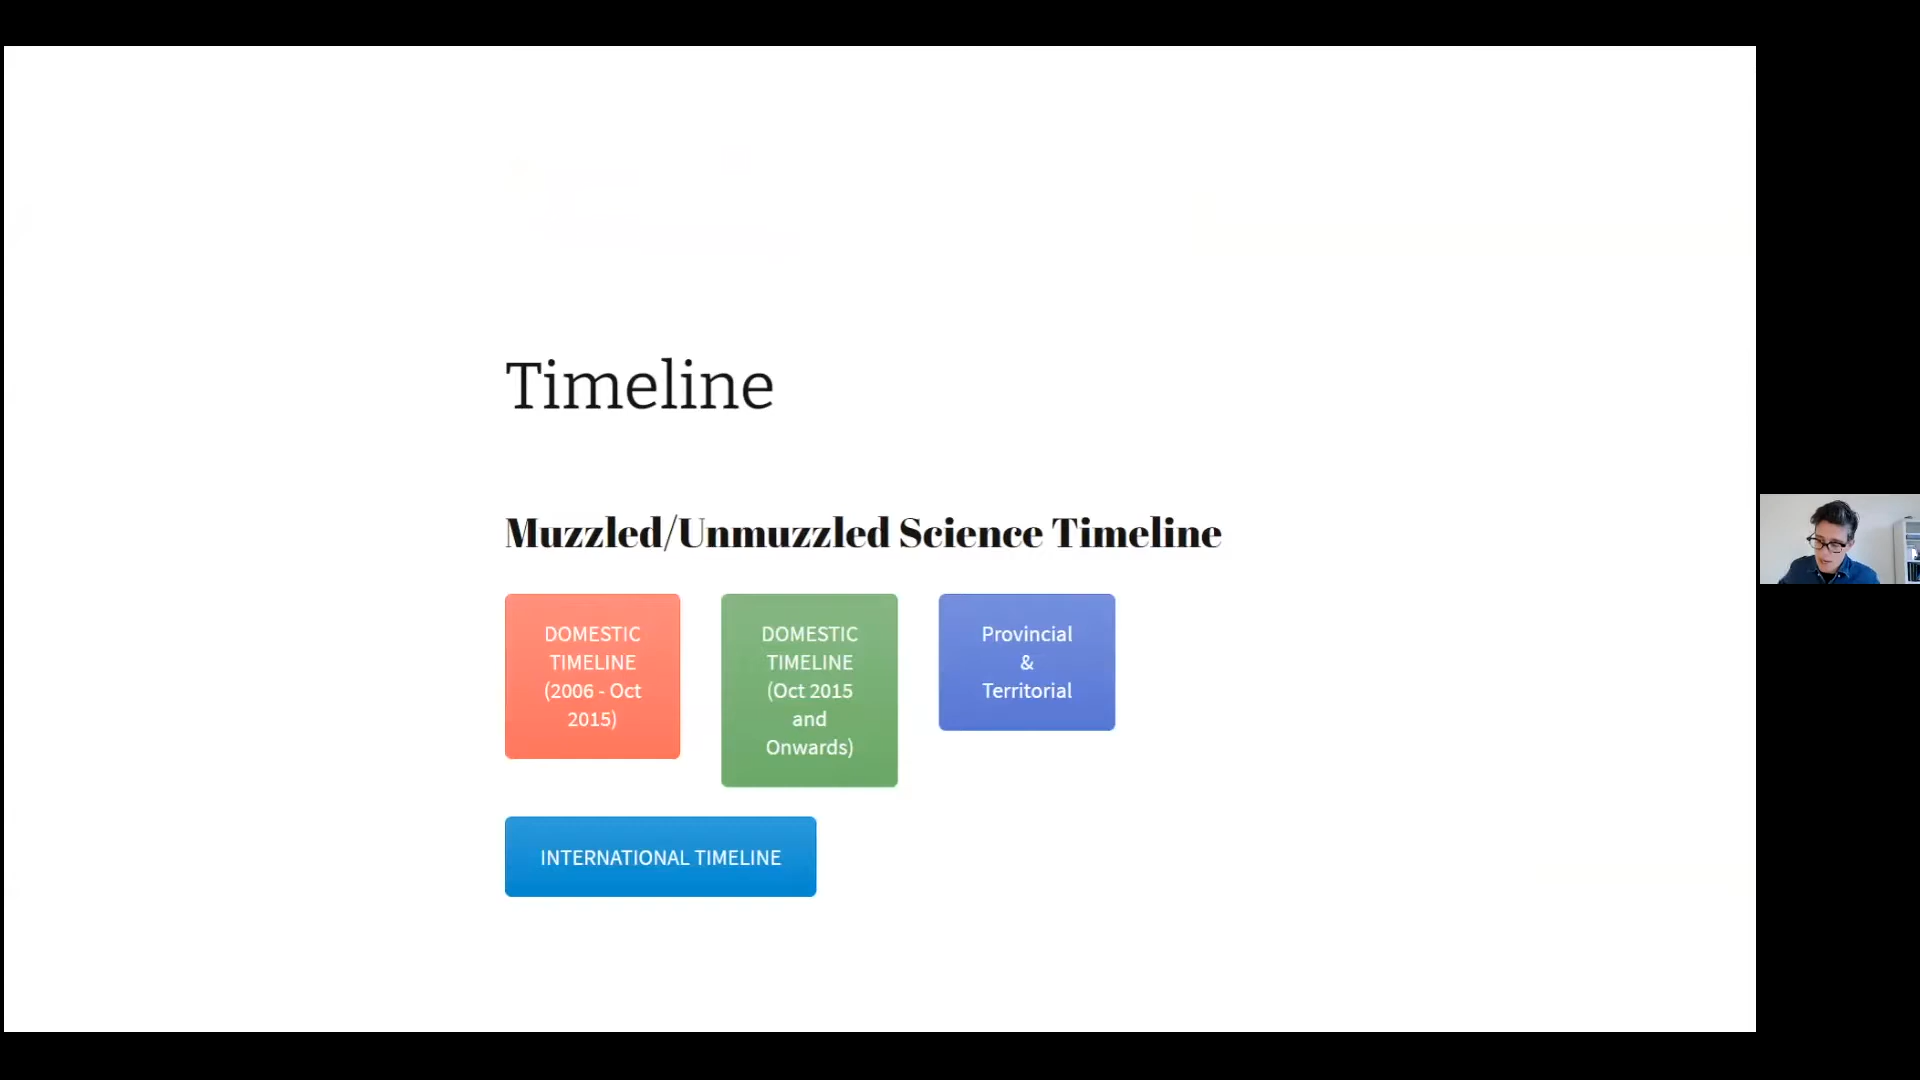 Timeline
Muzzled/Unmuzzled Science Timeline
DOMESTIC
TIMELINE
(2006 - Oct
2015)
DOMESTIC
TIMELINE
(Oct 2015
and
Onwards)
Provincial
&
Territorial
INTERNATIONAL TIMELINE